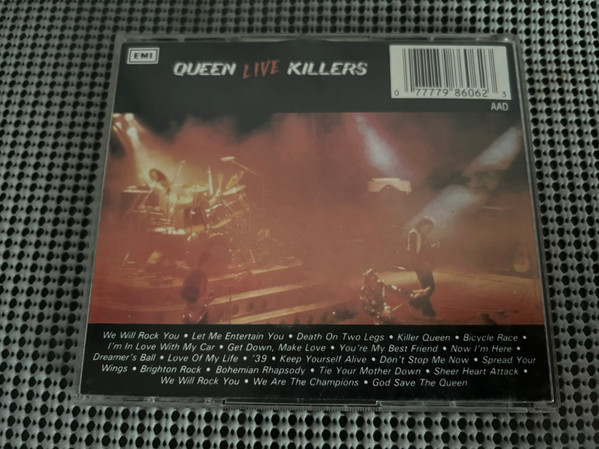 EMI
QUEEN LIVE KILLERS
0 77779 86062 3
AAD
We Will Rock You • Let Me Entertain You • Death On Two Legs • Killer Queen • Bicycle Race •
I'm In Love With My Car • Get Down, Make Love • You're My Best Friend • Now I'm Here •
Dreamer's Ball • Love Of My Life • '39 • Keep Yourself Alive • Don't Stop Me Now • Spread Your
Wings • Brighton Rock • Bohemian Rhapsody • Tie Your Mother Down • Sheer Heart Attack •
We Will Rock You • We Are The Champions • God Save The Queen